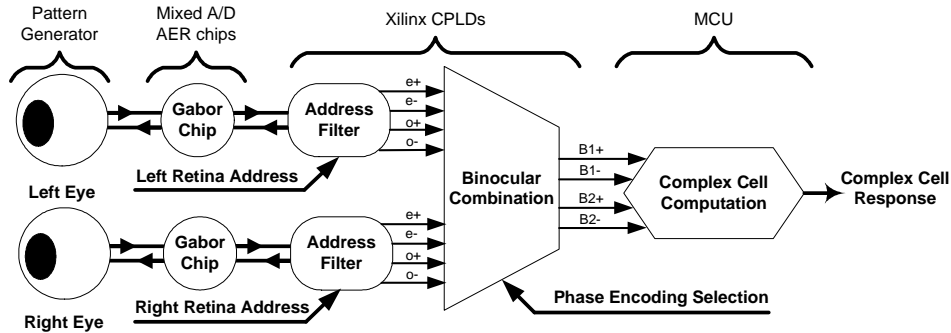 Pattern
Generator
Mixed A/D
AER chips
Xilinx CPLDs
MCU
Gabor
Chip
Address
Filter
e+
e-
o+
o-
Left Eye
Left Retina Address
Binocular
Combination
B1+
B1-
B2+
B2-
Complex Cell
Computation
Complex Cell
Response
Gabor
Chip
Address
Filter
e+
e-
o+
o-
Right Eye
Right Retina Address
Phase Encoding Selection